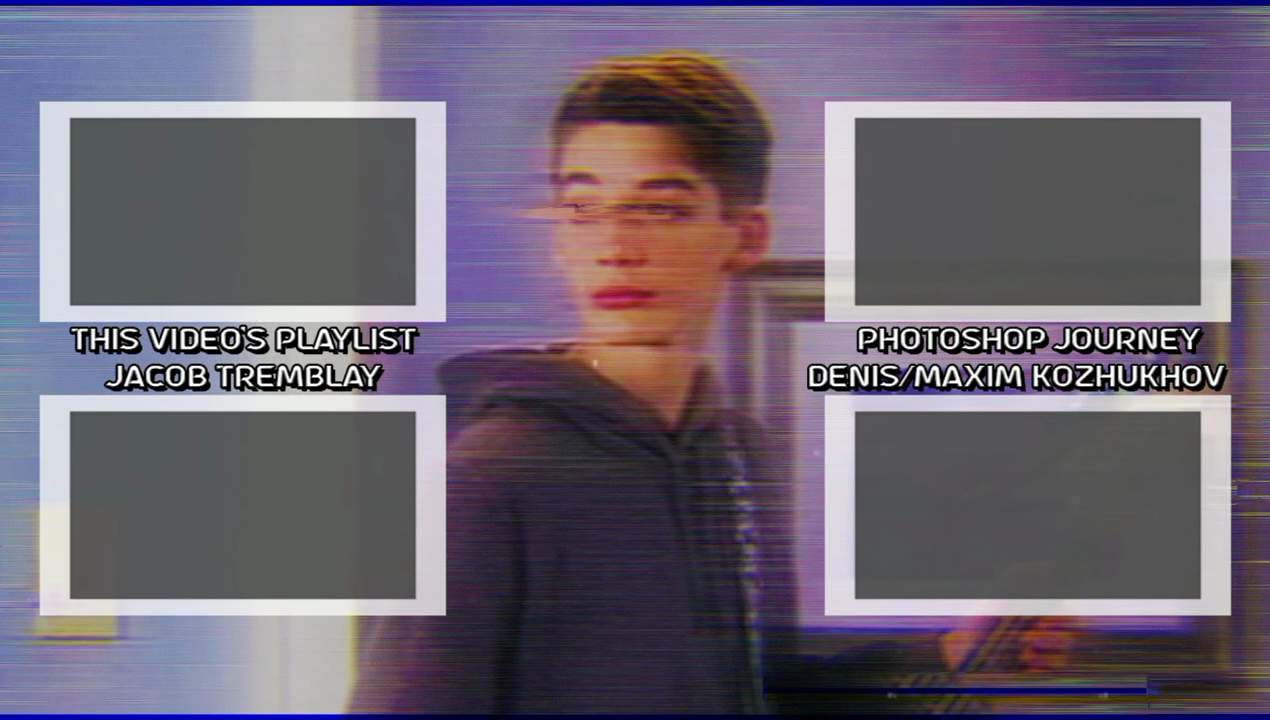 THIS VIDEO'S PLAYLIST
JACOB TREMBLAY
PHOTOSHOP JOURNEY
DENIS/MAXIM KOZHUKHOV